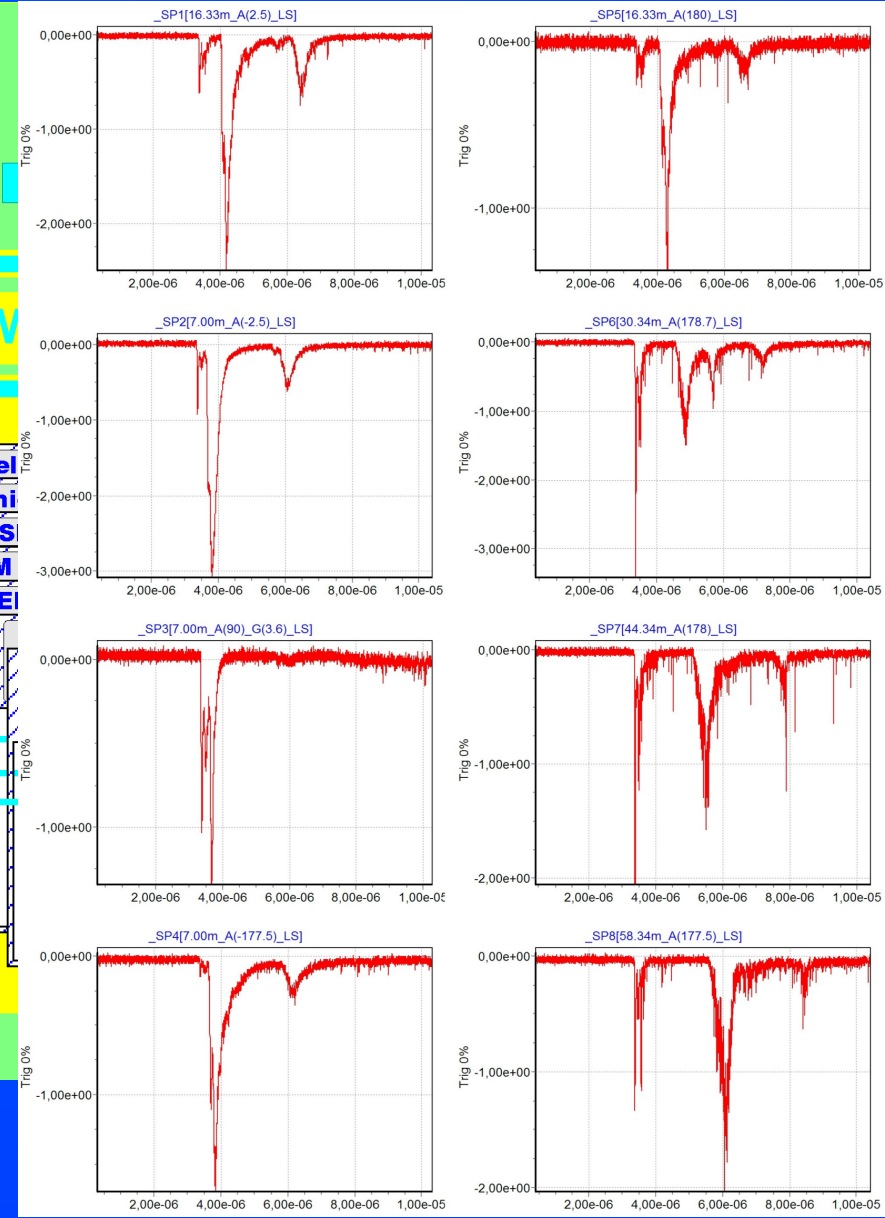 _SP1[16.33m_A(2.5)_LS]
0,00e+00
-1,00e+00
-2,00e+00
Trig 0%
2,00e-06 4,00e-06 6,00e-06 8,00e-06 1,00e-05
_SP5[16.33m_A(180)_LS]
0,00e+00
-1,00e+00
Trig 0%
2,00e-06 4,00e-06 6,00e-06 8,00e-06 1,00e-05
_SP2[7.00m_A(-2.5)_LS]
0,00e+00
-1,00e+00
-2,00e+00
-3,00e+00
Trig 0%
2,00e-06 4,00e-06 6,00e-06 8,00e-06 1,00e-05
_SP6[30.34m_A(178.7)_LS]
0,00e+00
-1,00e+00
-2,00e+00
-3,00e+00
Trig 0%
2,00e-06 4,00e-06 6,00e-06 8,00e-06 1,00e-05
_SP3[7.00m_A(90)_G(3.6)_LS]
0,00e+00
-1,00e+00
Trig 0%
2,00e-06 4,00e-06 6,00e-06 8,00e-06 1,00e-05
_SP7[44.34m_A(178)_LS]
0,00e+00
-1,00e+00
-2,00e+00
Trig 0%
2,00e-06 4,00e-06 6,00e-06 8,00e-06 1,00e-05
_SP4[7.00m_A(-177.5)_LS]
0,00e+00
-1,00e+00
Trig 0%
2,00e-06 4,00e-06 6,00e-06 8,00e-06 1,00e-05
_SP8[58.34m_A(177.5)_LS]
0,00e+00
-1,00e+00
-2,00e+00
Trig 0%
2,00e-06 4,00e-06 6,00e-06 8,00e-06 1,00e-05